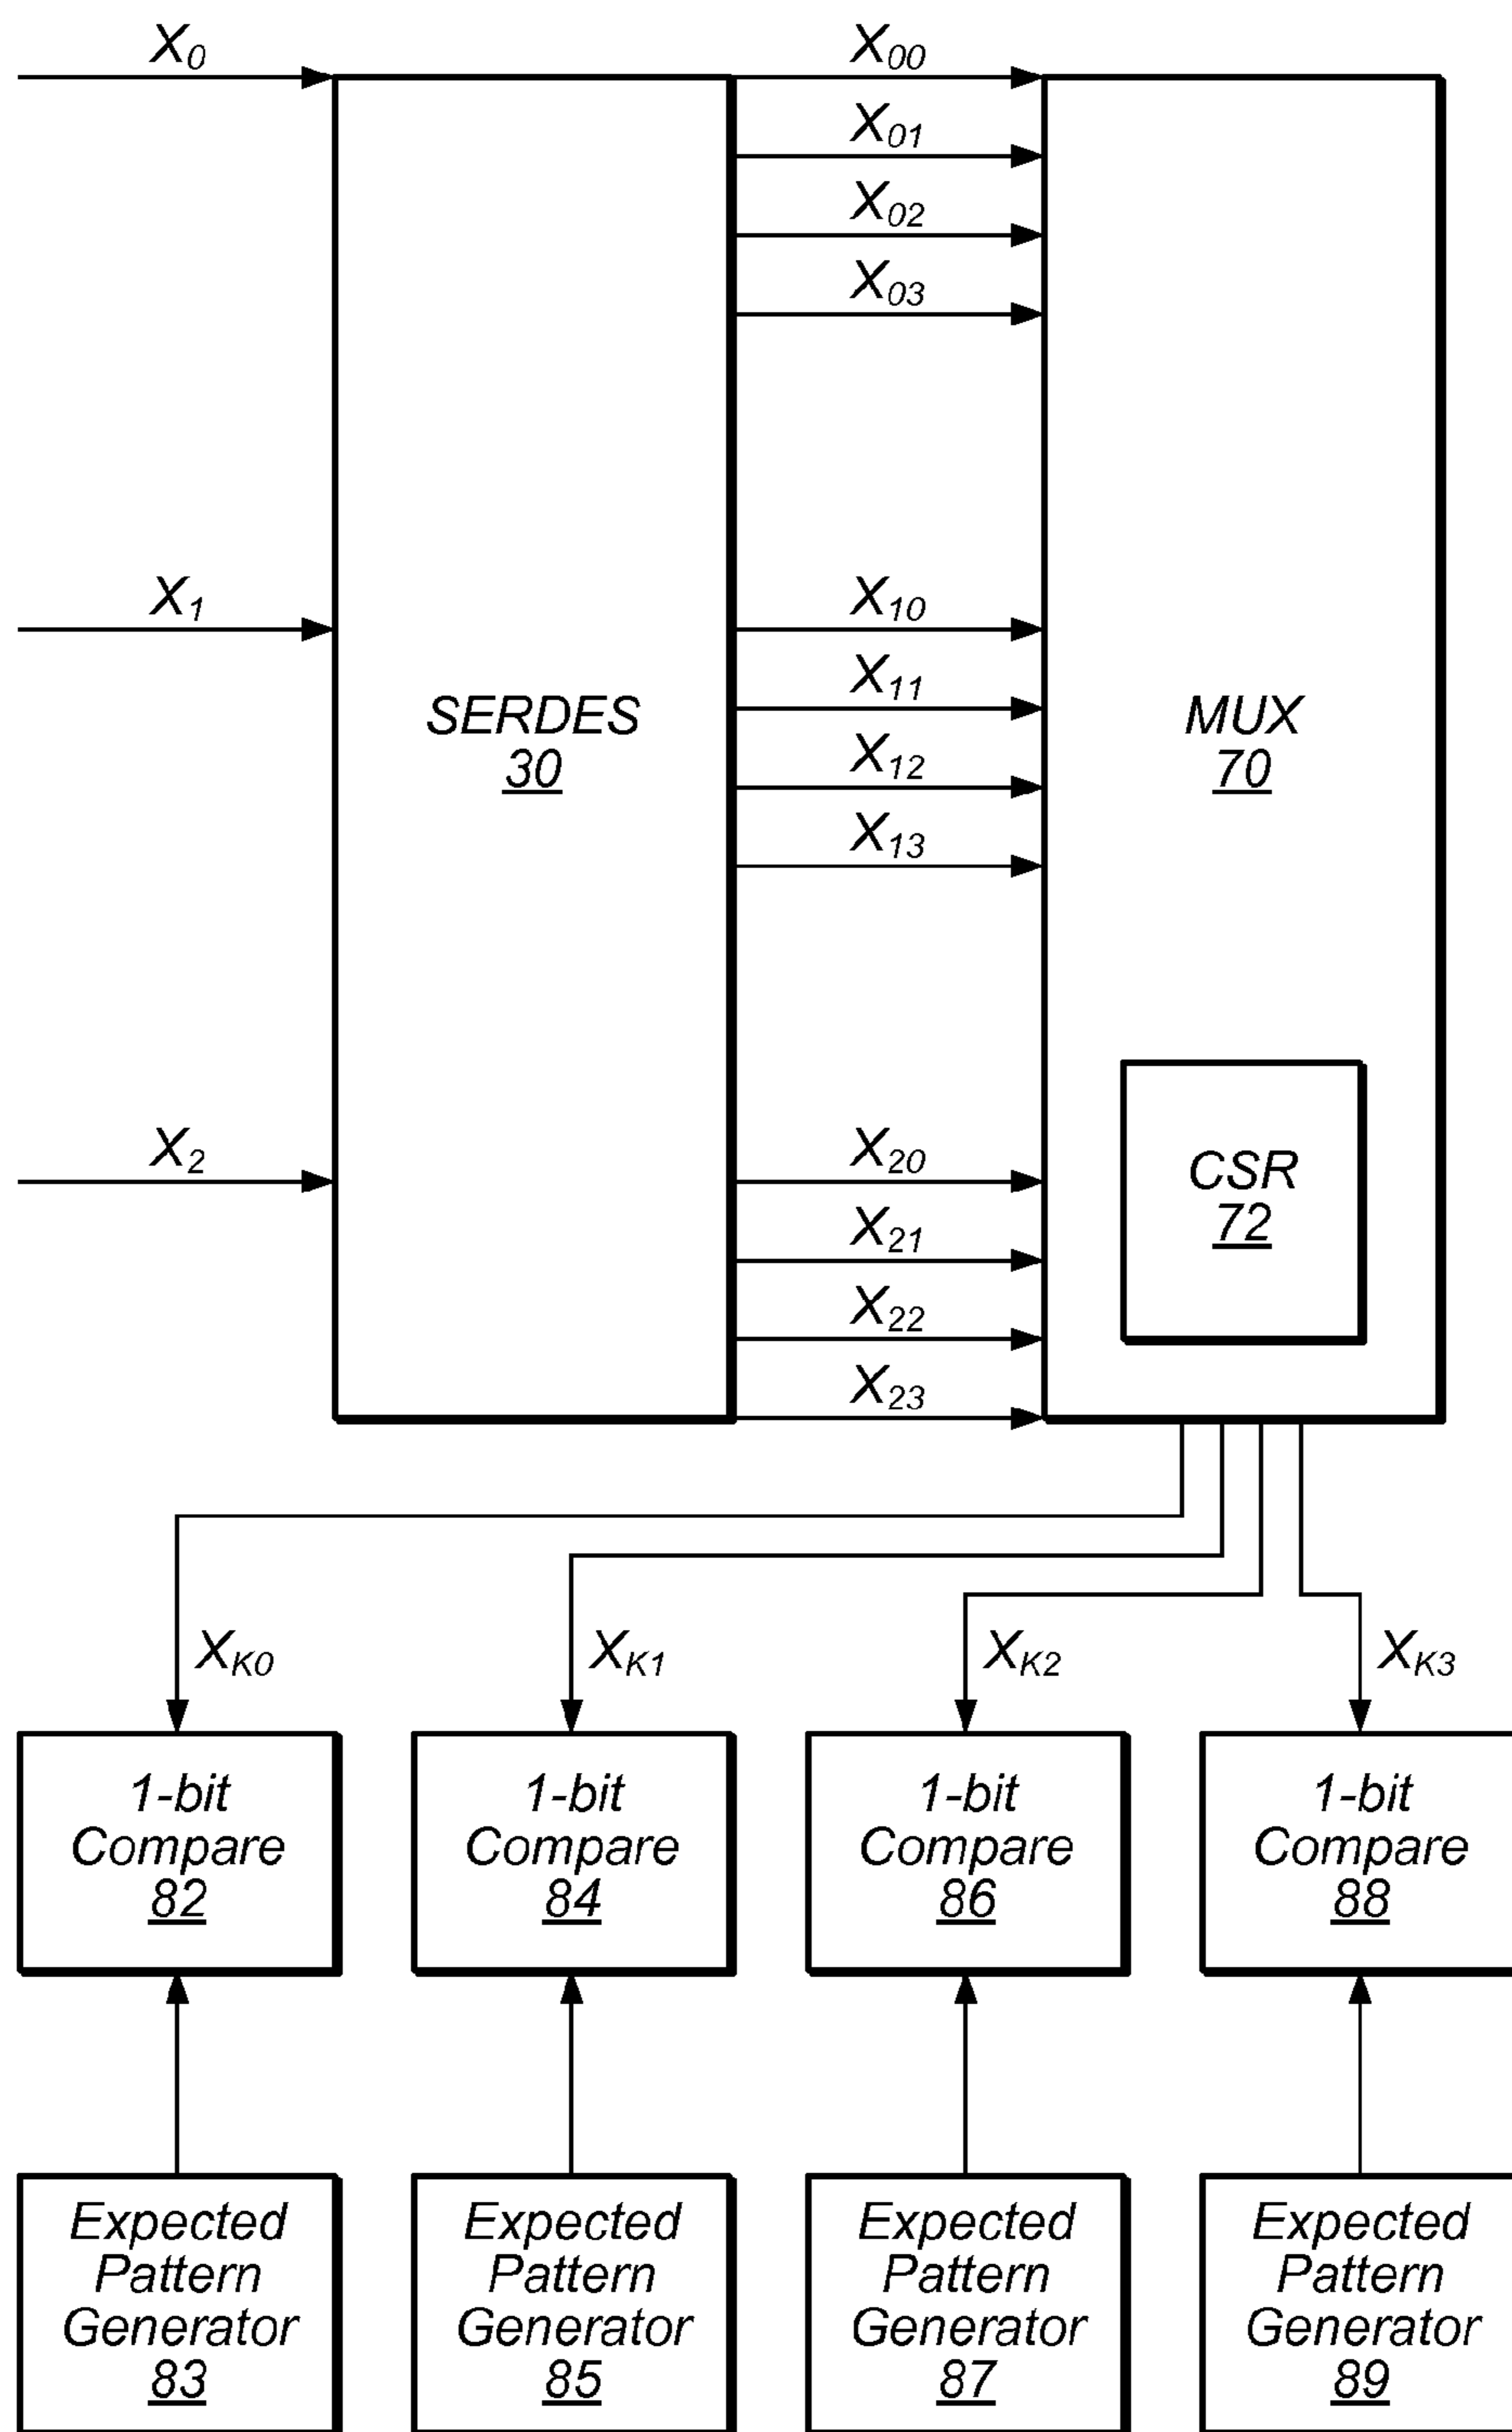 X0 X00
X01
X02
X03
X1 X10
X11
SERDES MUX
30 70
X12
X13
X2 X20
CSR
72
X21
X22
X23
XK0 XK1 XK2 XK3
1-bit 1-bit 1-bit 1-bit
Compare Compare Compare Compare
82 84 86 88
Expected Expected Expected Expected
Pattern Pattern Pattern Pattern
Generator Generator Generator Generator
83 85 87 89